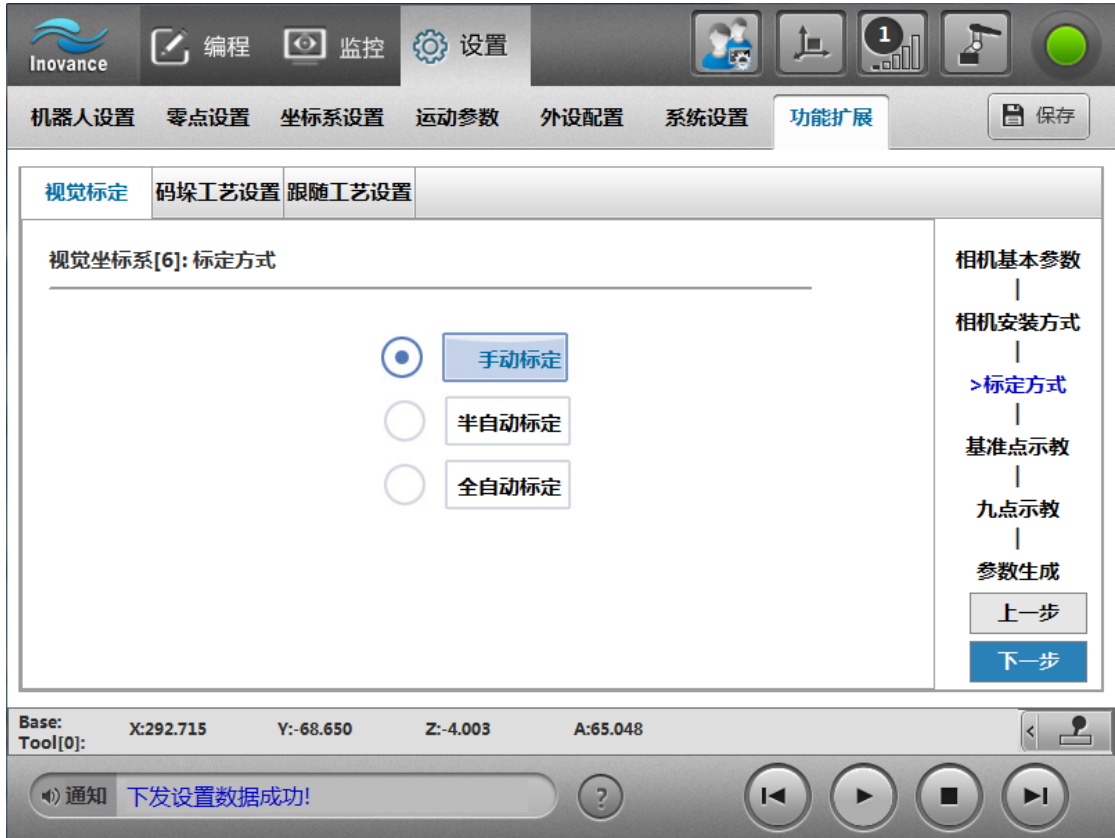 Inovance 编程 监控 设置 1
机器人设置 零点设置 坐标系设置 运动参数 外设配置 系统设置 功能扩展 保存
视觉标定 码垛工艺设置 跟随工艺设置
视觉坐标系[6]: 标定方式
手动标定
半自动标定
全自动标定
相机基本参数
|
相机安装方式
|
>标定方式
|
基准点示教
|
九点示教
|
参数生成
上一步
下一步
Base: X:292.715 Y:-68.650 Z:-4.003 A:65.048
Tool[0]:
通知 下发设置数据成功! ?